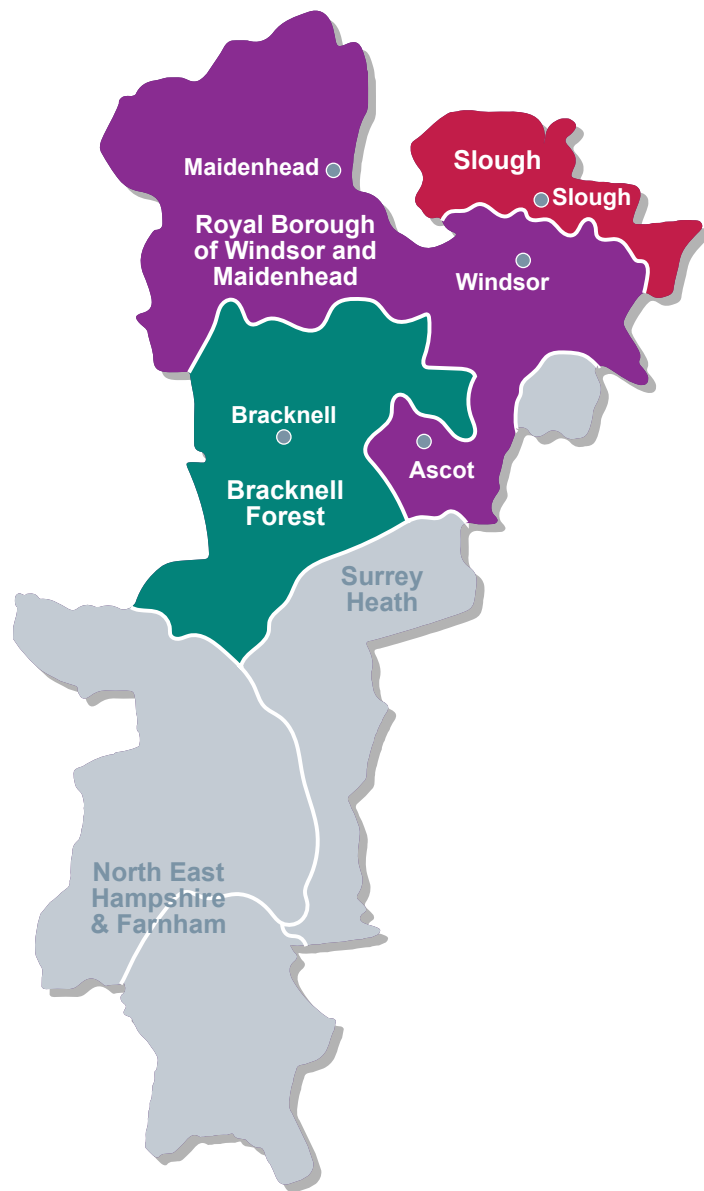 Maidenhead
Slough
Slough
Royal Borough
of Windsor and
Maidenhead
Windsor
Bracknell
Ascot
Bracknell
Forest
Surrey
Heath
North East
Hampshire
& Farnham